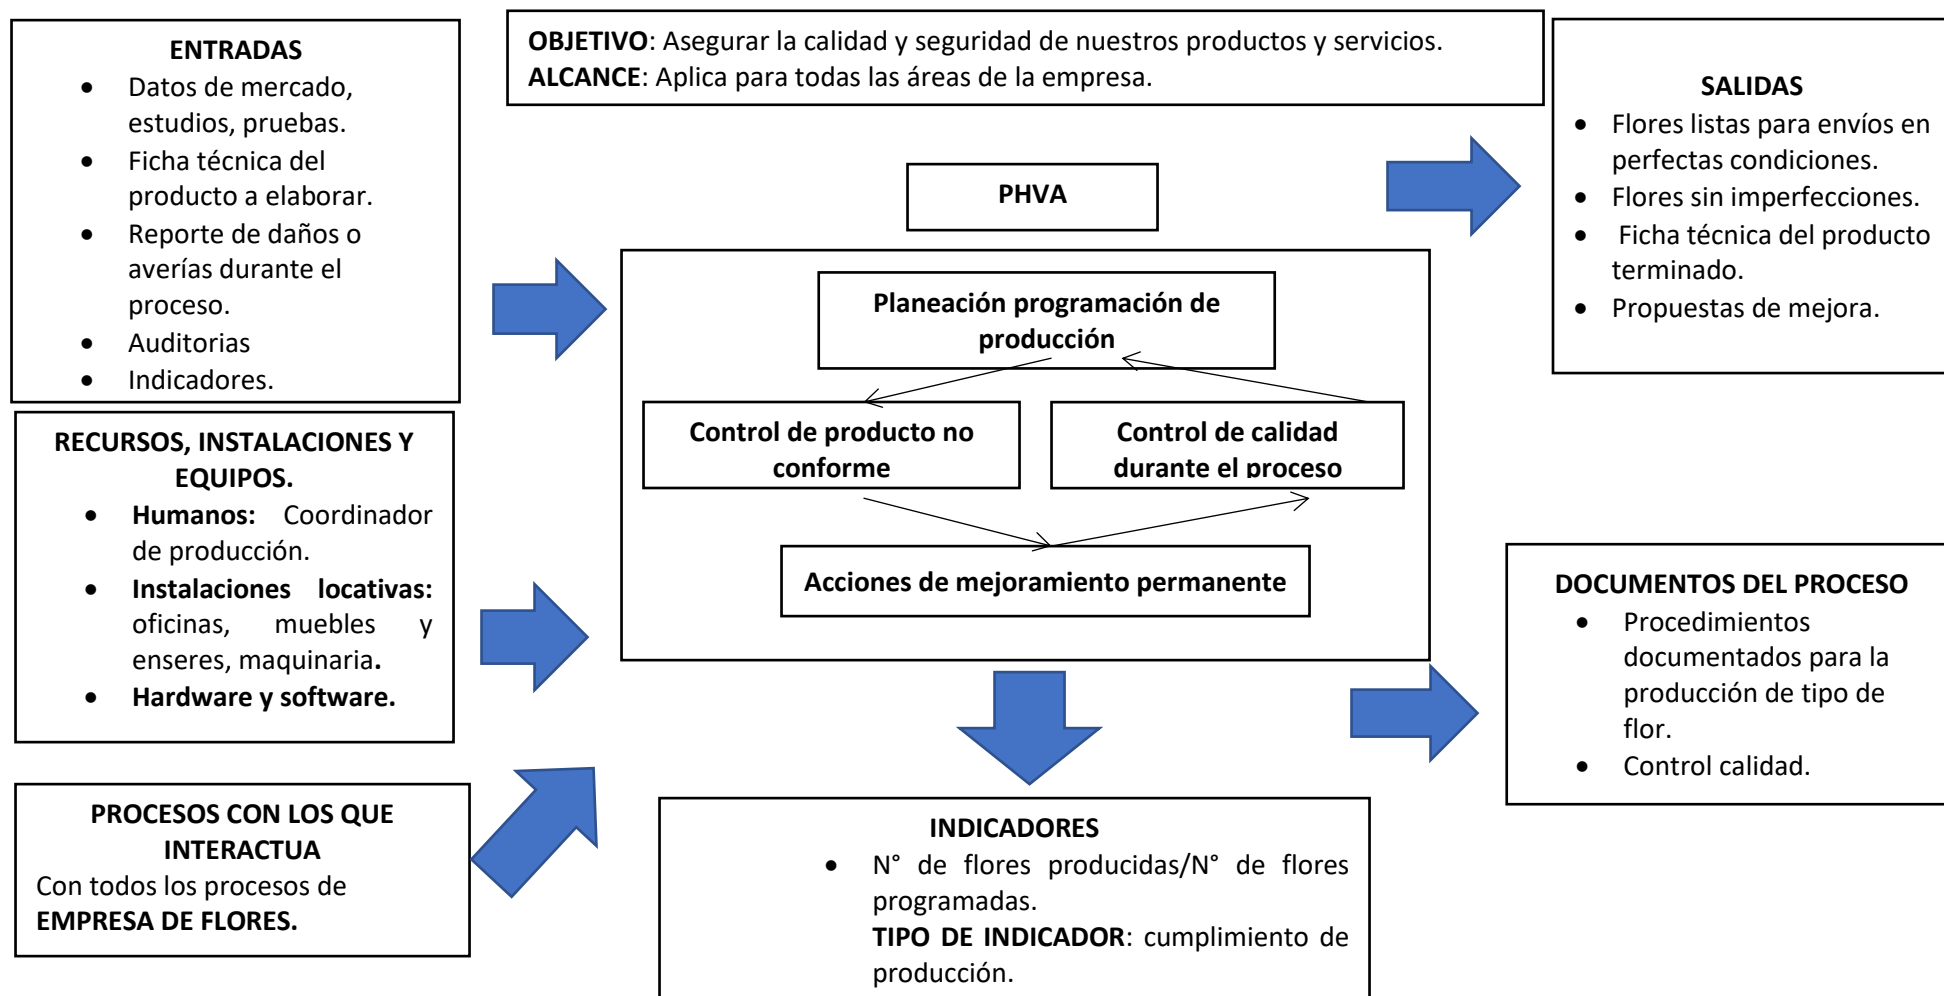 ENTRADAS
• Datos de mercado,
estudios, pruebas.
• Ficha técnica del
producto a elaborar.
• Reporte de daños o
averías durante el
proceso.
• Auditorias
• Indicadores.
OBJETIVO: Asegurar la calidad y seguridad de nuestros productos y servicios.
ALCANCE: Aplica para todas las áreas de la empresa.
SALIDAS
• Flores listas para envíos en
perfectas condiciones.
• Flores sin imperfecciones.
• Ficha técnica del producto
terminado.
• Propuestas de mejora.
PHVA
Planeación programación de
producción
Control de producto no
conforme
Control de calidad
durante el proceso
Acciones de mejoramiento permanente
RECURSOS, INSTALACIONES Y
EQUIPOS.
• Humanos: Coordinador
de producción.
• Instalaciones locativas:
oficinas, muebles y
enseres, maquinaria.
• Hardware y software.
DOCUMENTOS DEL PROCESO
• Procedimientos
documentados para la
producción de tipo de
flor.
• Control calidad.
PROCESOS CON LOS QUE
INTERACTUA
Con todos los procesos de
EMPRESA DE FLORES.
INDICADORES
• N° de flores producidas/N° de flores
programadas.
TIPO DE INDICADOR: cumplimiento de
producción.